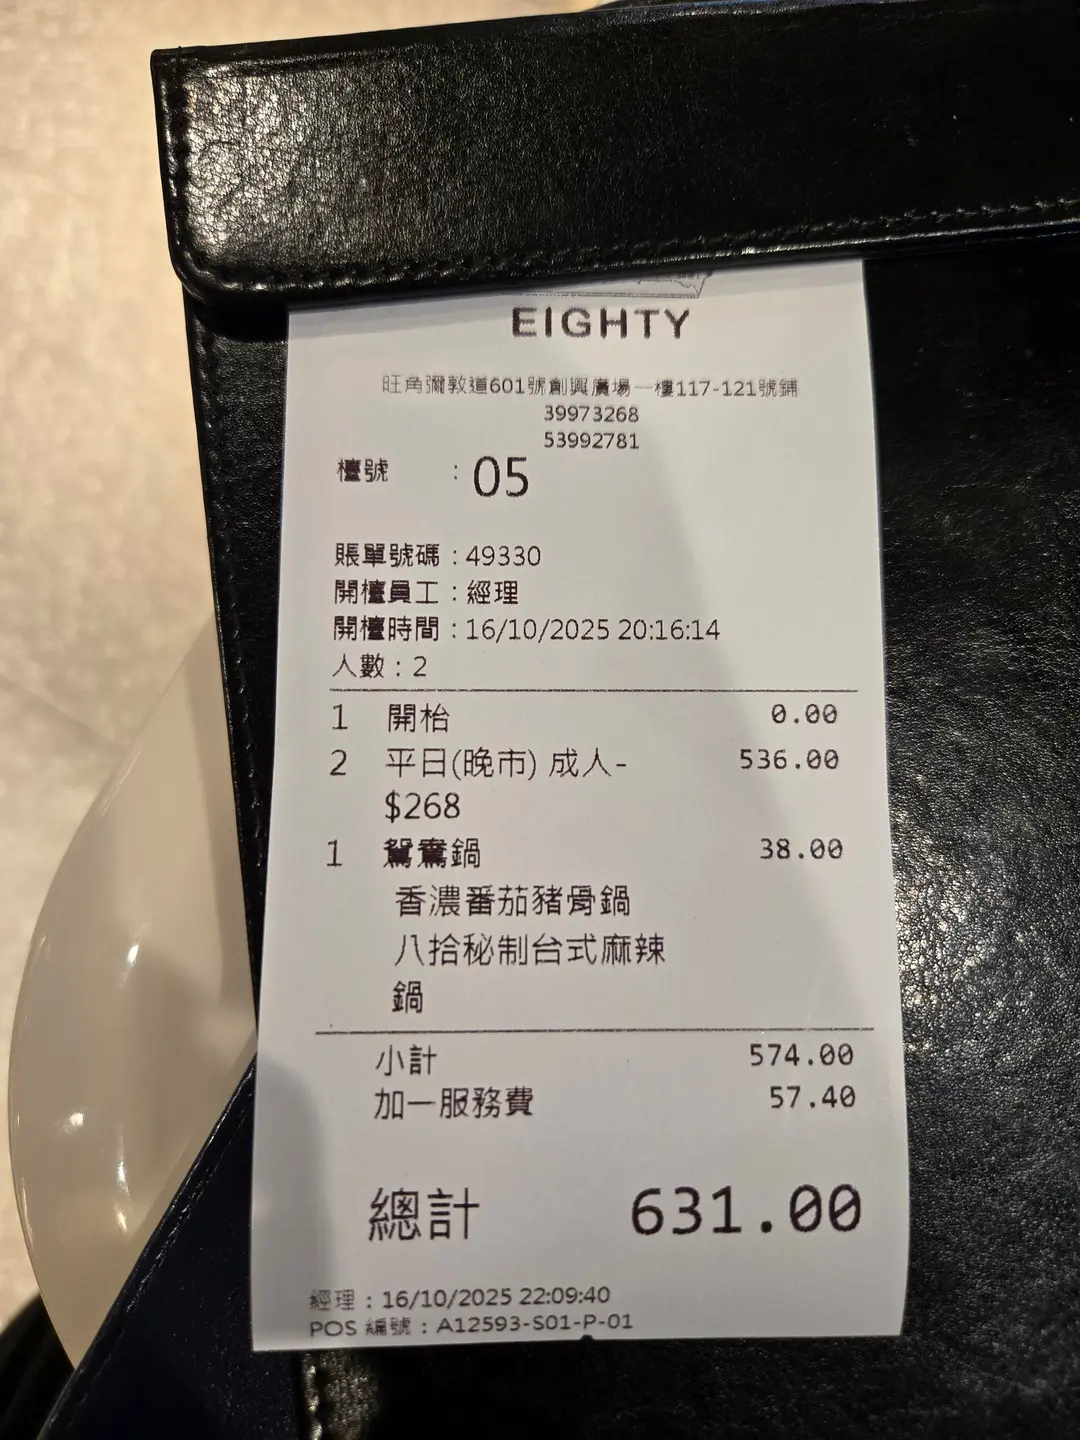 EIGHTY
旺角彌敦道601號創興廣場一樓117-121號鋪
39973268
53992781
檯號 : 05
賬單號碼 : 49330
開檯員工 : 經理
開檯時間 : 16/10/2025 20:16:14
人數 : 2
1 開枱 0.00
2 平日(晚市) 成人- 536.00
$268
1 鴛鴦鍋 38.00
香濃番茄豬骨鍋
八拾秘制台式麻辣
鍋
小計 574.00
加一服務費 57.40
總計 631.00
經理 : 16/10/2025 22:09:40
POS 編號 : A12593-S01-P-01